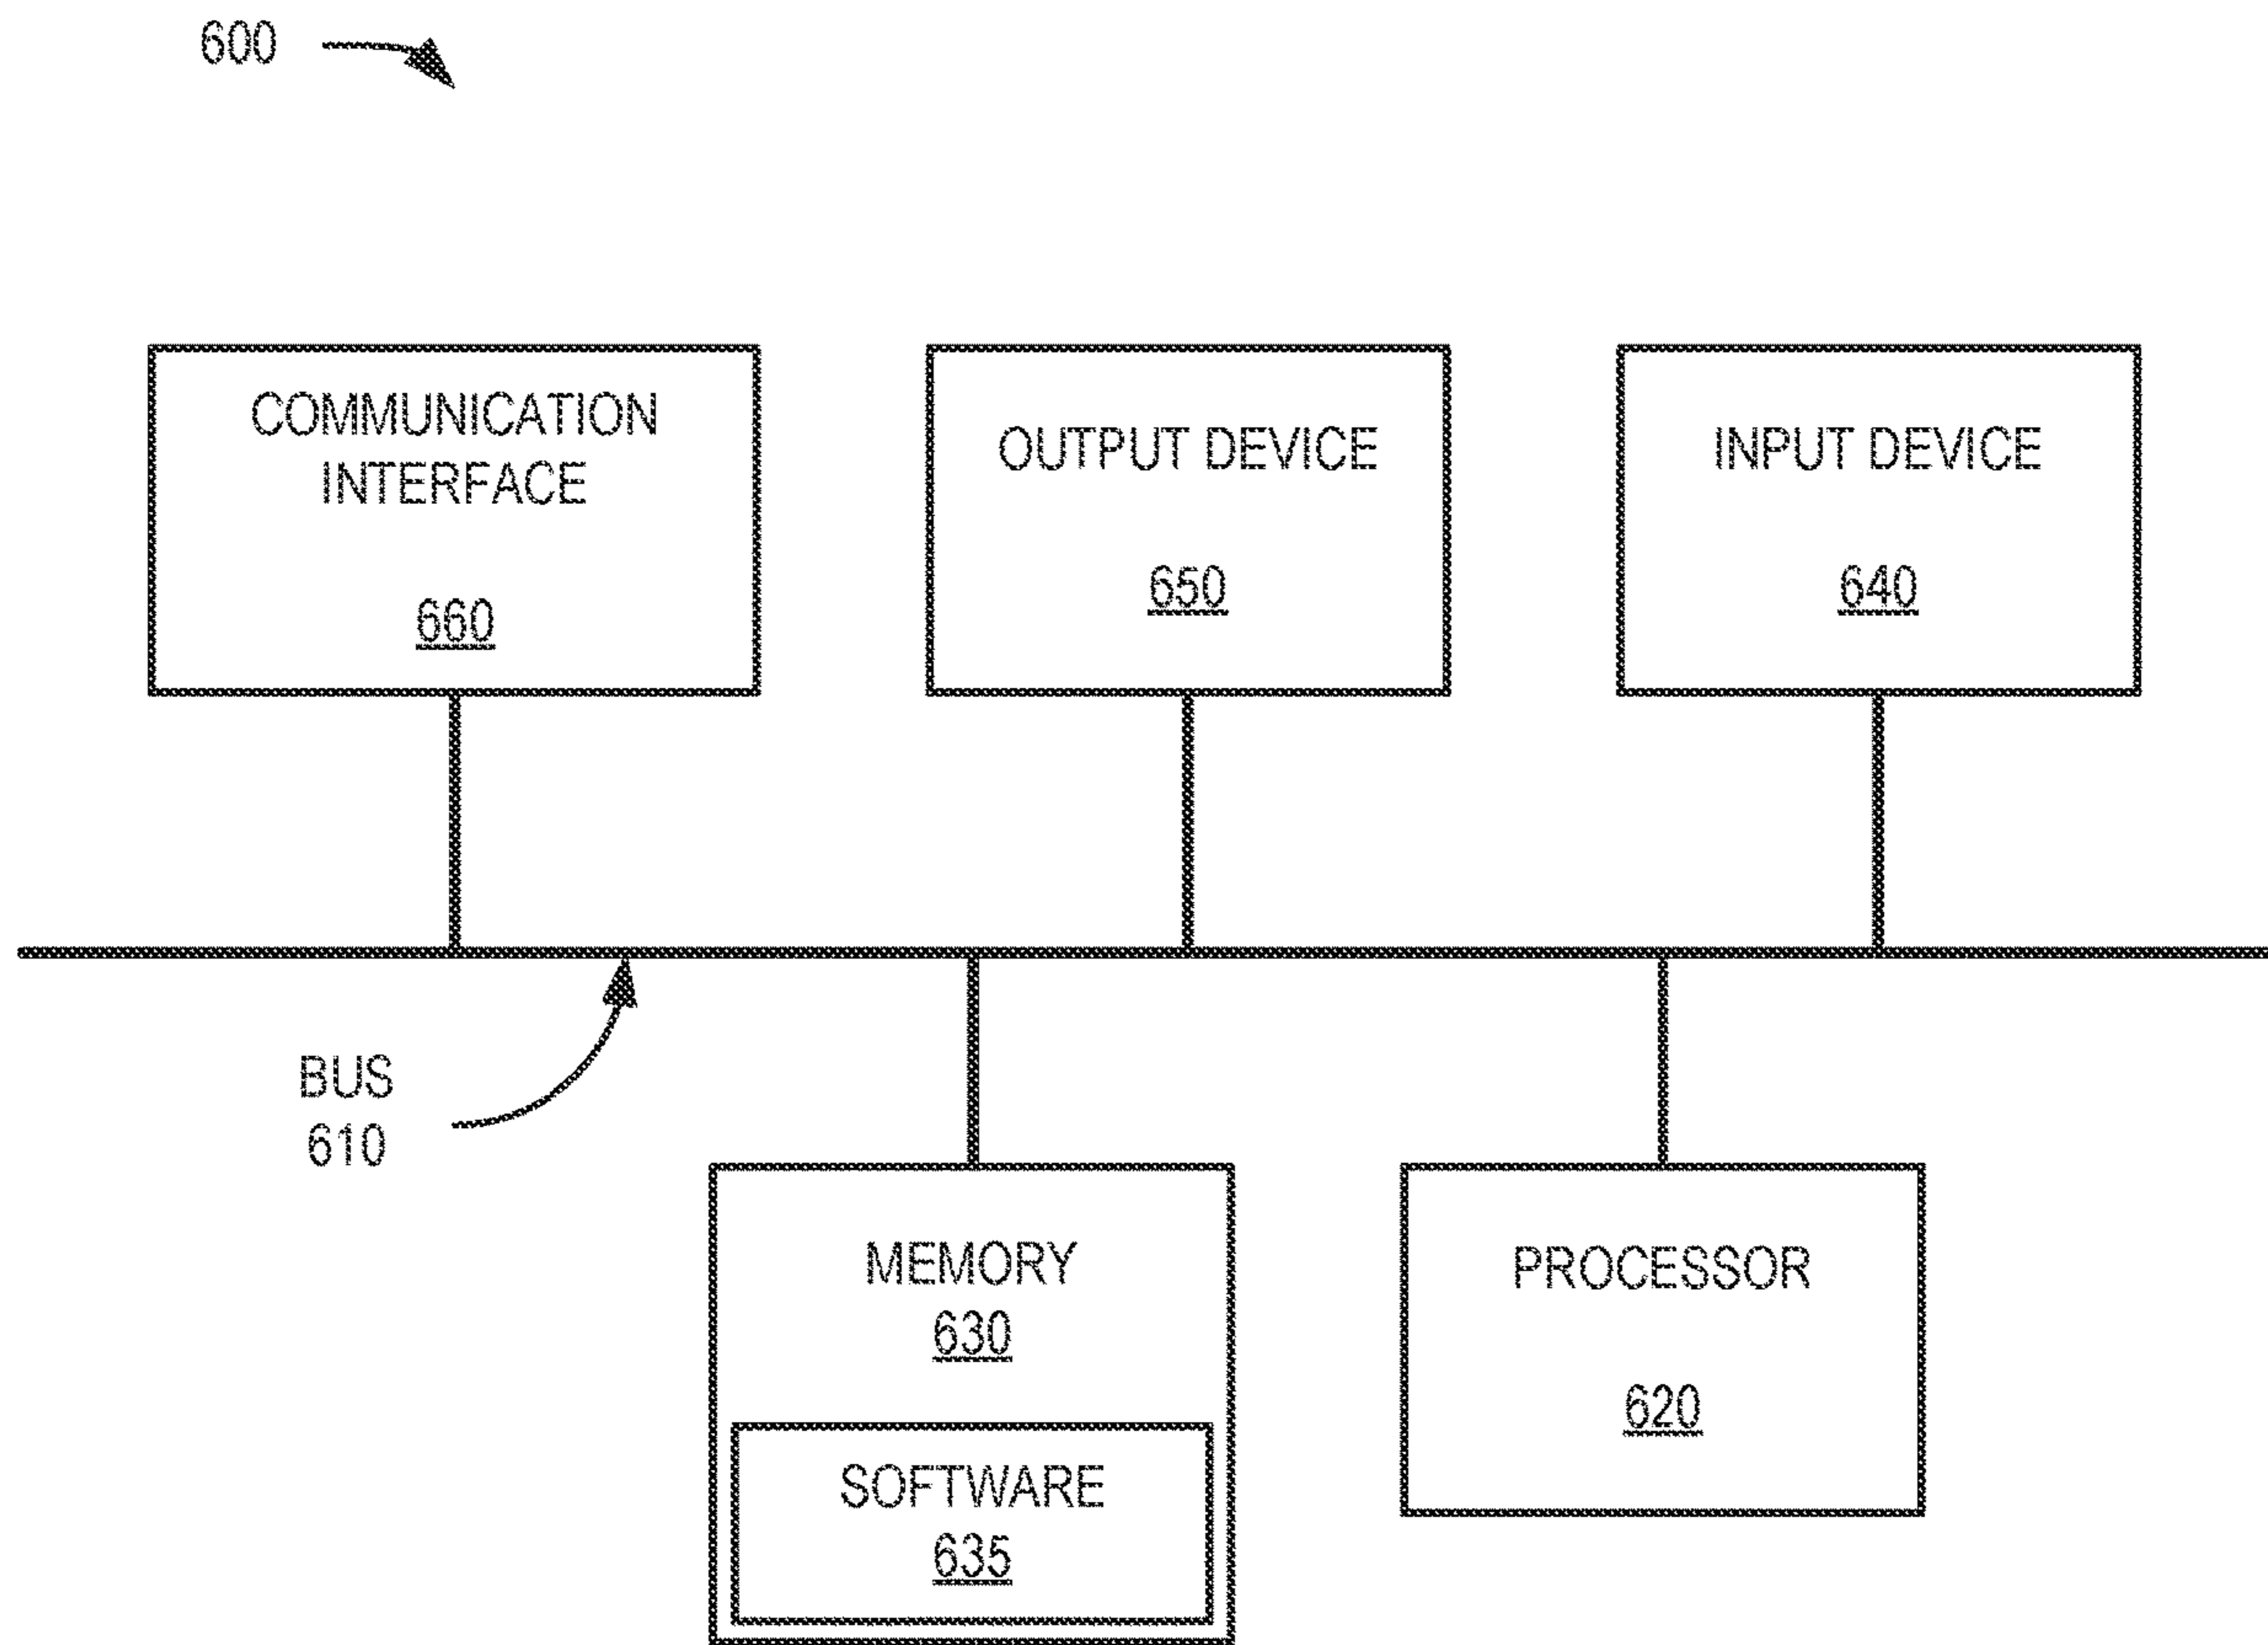 600
COMMUNICATION
INTERFACE
660
OUTPUT DEVICE
650
INPUT DEVICE
640
BUS
610
MEMORY
630
SOFTWARE
635
PROCESSOR
620